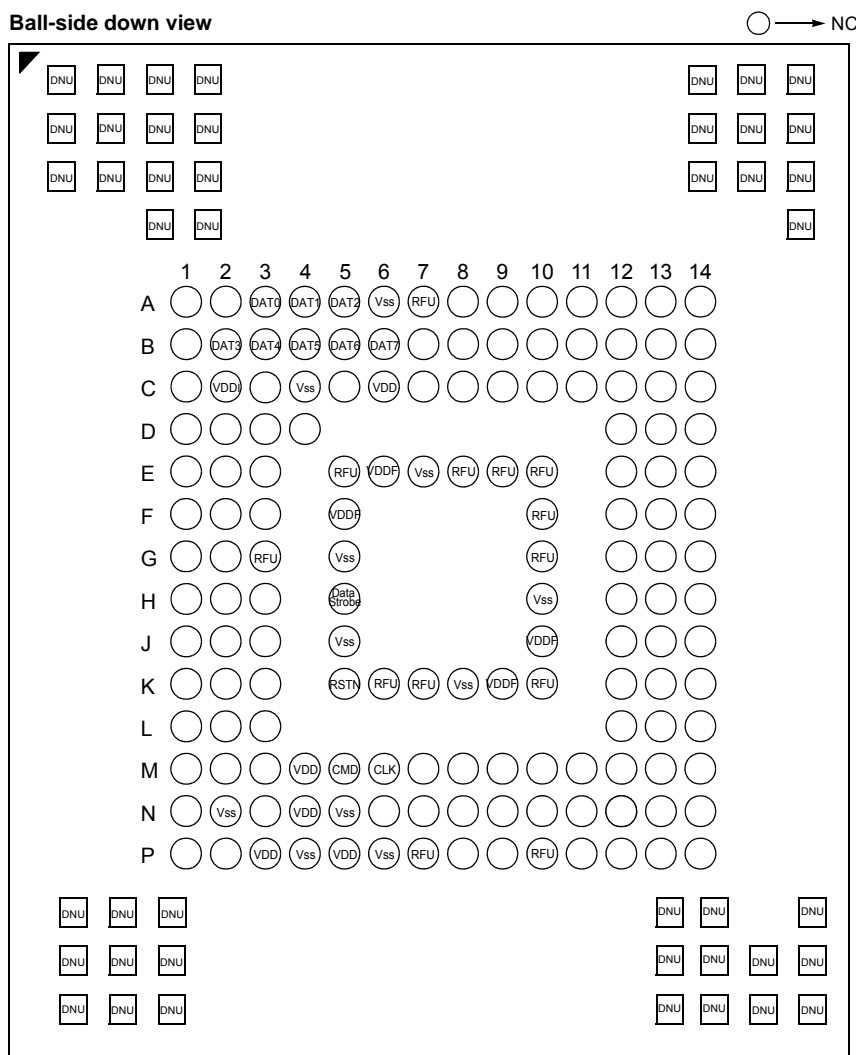 Ball-side down view
NC
DNU DNU DNU DNU DNU DNU DNU
DNU DNU DNU DNU DNU DNU DNU
DNU DNU DNU DNU DNU DNU DNU
DNU DNU DNU
1 2 3 4 5 6 7 8 9 10 11 12 13 14
A DAT0 DAT1 DAT2 Vss RFU
B DAT3 DAT4 DAT5 DAT6 DAT7
C VDDI Vss VDD
D
E RFU VDDF Vss RFU RFU RFU
F VDDF RFU
G RFU Vss RFU
H Data Strobe Vss
J Vss VDDF
K RSTN RFU RFU Vss VDDF RFU
L
M VDD CMD CLK
N Vss VDD Vss
P VDD Vss VDD Vss RFU RFU
DNU DNU DNU DNU DNU DNU
DNU DNU DNU DNU DNU DNU DNU
DNU DNU DNU DNU DNU DNU DNU